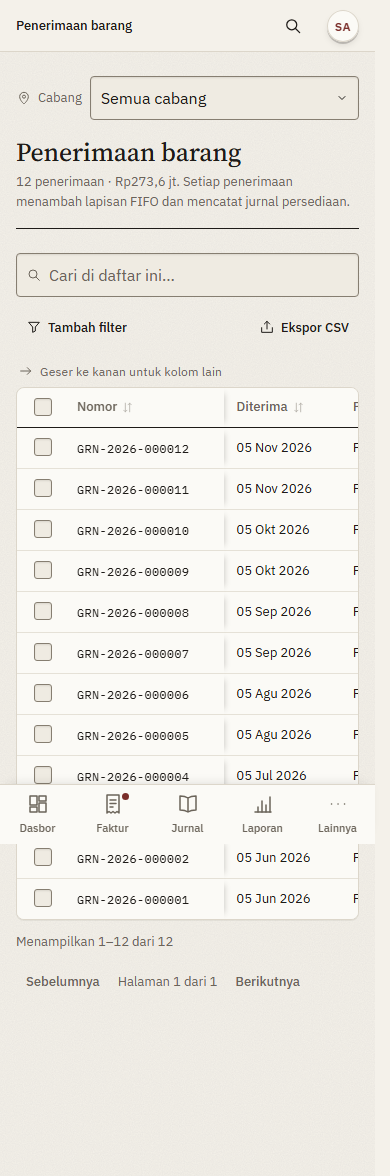 Penerimaan barang
SA
Cabang
Semua cabang
Penerimaan barang
12 penerimaan · Rp273,6 jt. Setiap penerimaan
menambah lapisan FIFO dan mencatat jurnal persediaan.
Cari di daftar ini...
Tambah filter
Ekspor CSV
Geser ke kanan untuk kolom lain
Nomor Diterima
GRN-2026-000012 05 Nov 2026
GRN-2026-000011 05 Nov 2026
GRN-2026-000010 05 Okt 2026
GRN-2026-000009 05 Okt 2026
GRN-2026-000008 05 Sep 2026
GRN-2026-000007 05 Sep 2026
GRN-2026-000006 05 Agu 2026
GRN-2026-000005 05 Agu 2026
GRN-2026-000004 05 Jul 2026
Dasbor Faktur Jurnal Laporan Lainnya
GRN-2026-000002 05 Jun 2026
GRN-2026-000001 05 Jun 2026
Menampilkan 1–12 dari 12
Sebelumnya Halaman 1 dari 1 Berikutnya